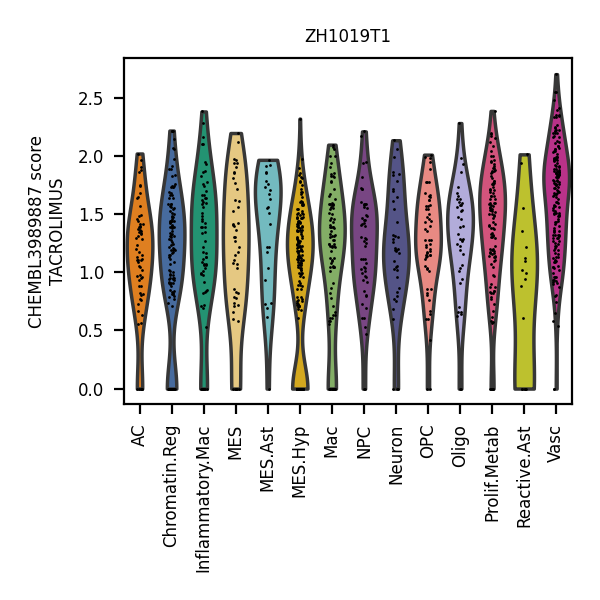 ZH1019T1
CHEMBL3989887 score
TACROLIMUS
2.5
2.0
1.5
1.0
0.5
0.0
AC
Chromatin.Reg
Inflammatory.Mac
MES
MES.Ast
MES.Hyp
Mac
NPC
Neuron
OPC
Oligo
Prolif.Metab
Reactive.Ast
Vasc